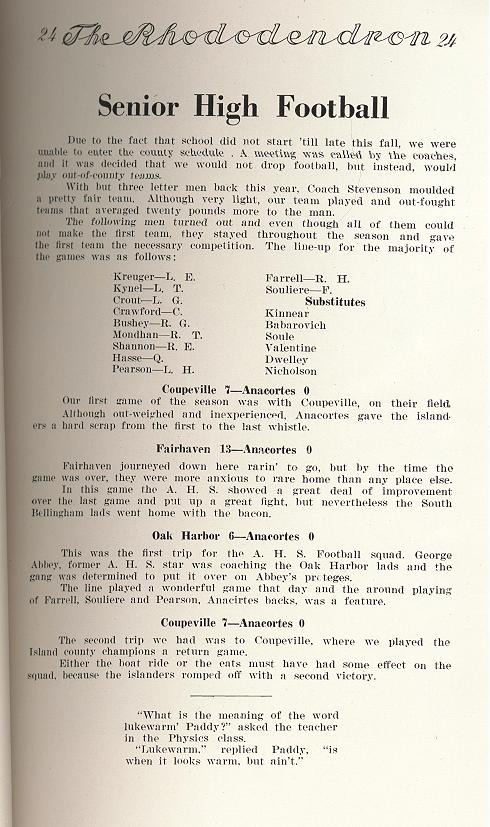 24 The Rhododendron 24
Senior High Football
Due to the fact that school did not start 'till late this fall, we were
unable to enter the county schedule . A meeting was called by the coaches,
and it was decided that we would not drop football, but instead, would
play out-of-county teams.
With but three letter men back this year, Coach Stevenson moulded
a pretty fair team. Although very light, our team played and out-fought
teams that averaged twenty pounds more to the man.
The following men turned out and even though all of them could
not make the first team, they stayed throughout the season and gave
the first team the necessary competition. The line-up for the majority of
the games was as follows:
Kreuger—L. E.
Kynel—L. T.
Crout—L. G.
Crawford—C.
Bushey—R. G.
Mondhan—R. T.
Shannon—R. E.
Hasse—Q.
Pearson—L. H.
Farrell—R. H.
Souliere—F.
Substitutes
Kinnear
Babarovich
Soule
Valentine
Dwelley
Nicholson
Coupeville 7—Anacortes 0
Our first game of the season was with Coupeville, on their field.
Although out-weighed and inexperienced, Anacortes gave the island-
ers a hard scrap from the first to the last whistle.
Fairhaven 13—Anacortes 0
Fairhaven journeyed down here rarin' to go, but by the time the
game was over, they were more anxious to rare home than any place else.
In this game the A. H. S. showed a great deal of improvement
over the last game and put up a great fight, but nevertheless the South
Bellingham lads went home with the bacon.
Oak Harbor 6—Anacortes 0
This was the first trip for the A. H. S. Football squad. George
Abbey, former A. H. S. star was coaching the Oak Harbor lads and the
gang was determined to put it over on Abbey's proteges.
The line played a wonderful game that day and the around playing
of Farrell, Souliere and Pearson, Anacirtes backs, was a feature.
Coupeville 7—Anacortes 0
The second trip we had was to Coupeville, where we played the
Island county champions a return game.
Either the boat ride or the eats must have had some effect on the
squad, because the islanders romped off with a second victory.
"What is the meaning of the word
lukewarm' Paddy?" asked the teacher
in the Physics class.
"Lukewarm," replied Paddy, "is
when it looks warm, but ain't."